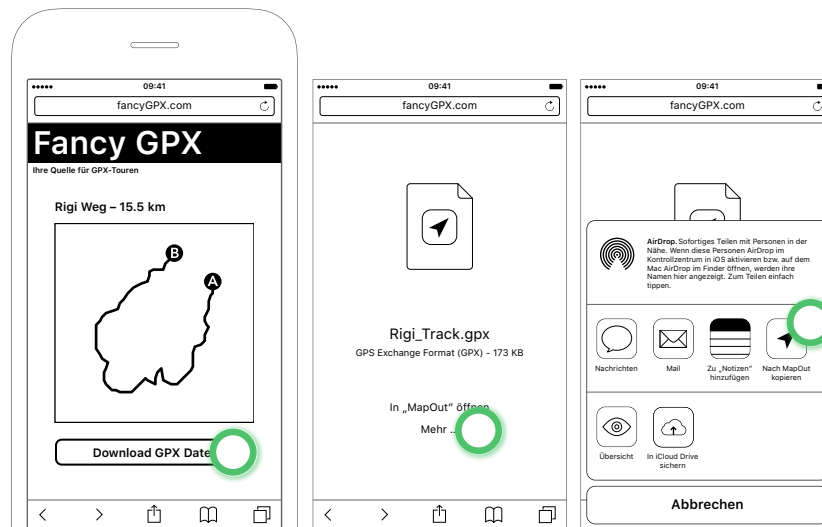 09:41
fancyGPX.com
Fancy GPX
Ihre Quelle für GPX-Touren
Rigi Weg – 15.5 km
B
A
Download GPX Date
09:41
fancyGPX.com
Rigi_Track.gpx
GPS Exchange Format (GPX) - 173 KB
In „MapOut“ öffnen
Mehr ..
09:41
fancyGPX.com
AirDrop. Sofortiges Teilen mit Personen in der
Nähe. Wenn diese Personen AirDrop im
Kontrollzentrum in iOS aktivieren bzw. auf dem
Mac AirDrop im Finder öffnen, werden ihre
Namen hier angezeigt. Zum Teilen einfach
tippen.
Nachrichten
Mail
Zu „Notizen“
hinzufügen
Nach MapOut
kopieren
Übersicht
In iCloud Drive
sichern
Abbrechen